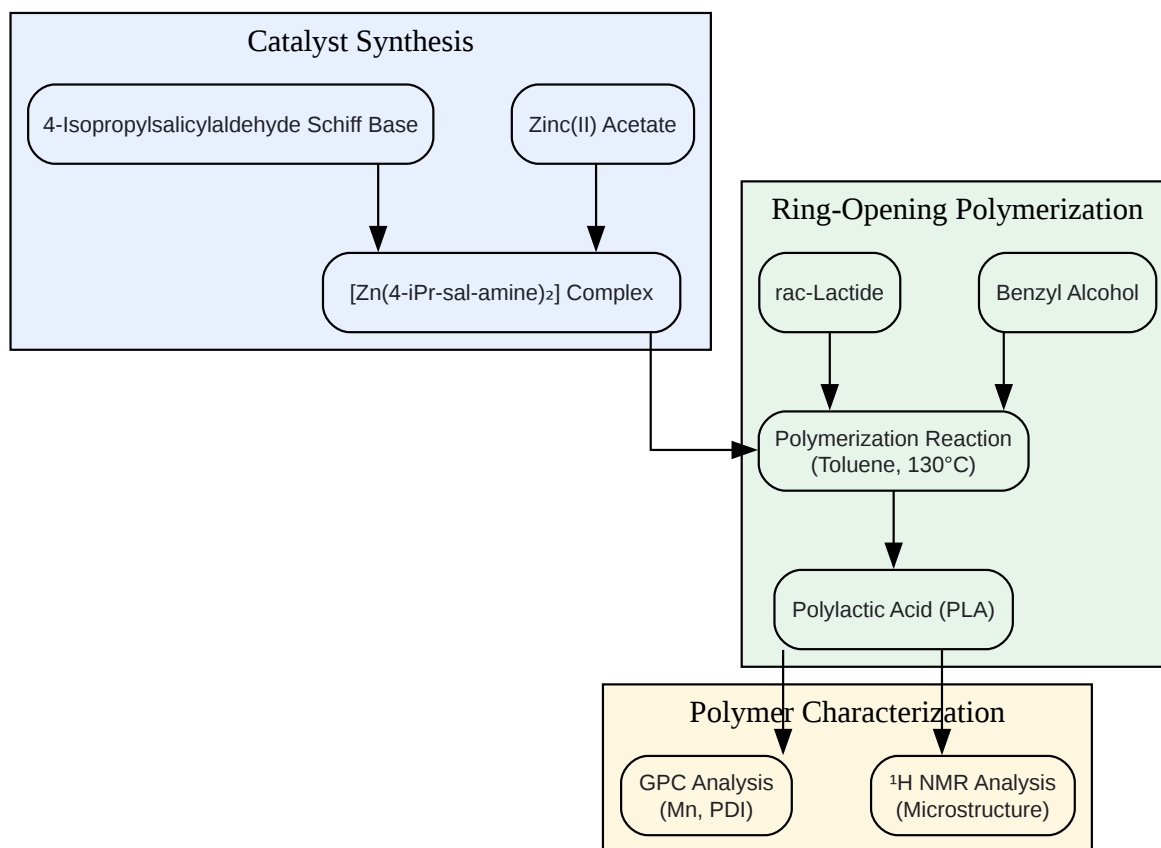 Catalyst Synthesis
4-Isopropylsalicylaldehyde Schiff Base
Zinc(II) Acetate
[Zn(4-iPr-sal-amine)₂] Complex
Ring-Opening Polymerization
rac-Lactide
Benzyl Alcohol
Polymerization Reaction
(Toluene, 130°C)
Polylactic Acid (PLA)
Polymer Characterization
GPC Analysis
(Mn, PDI)
¹H NMR Analysis
(Microstructure)